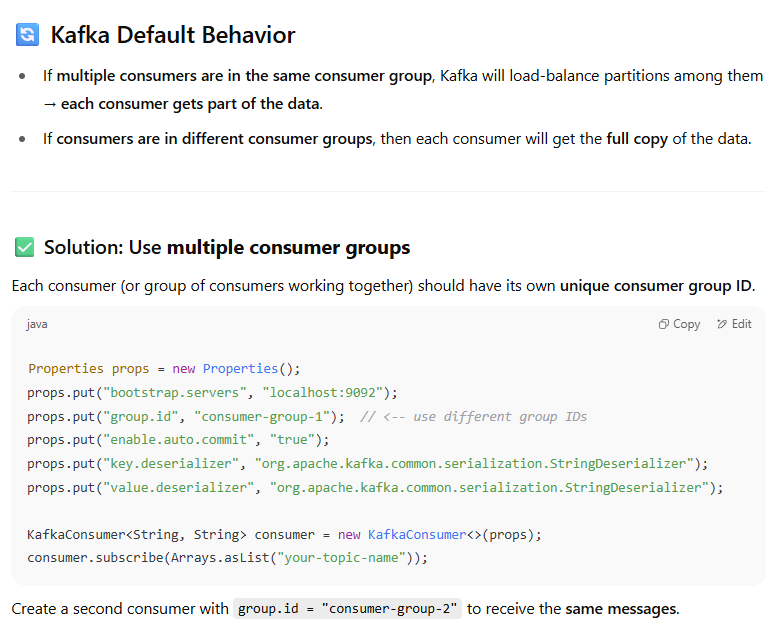 🔄 Kafka Default Behavior
• If multiple consumers are in the same consumer group, Kafka will load-balance partitions among them
→ each consumer gets part of the data.
• If consumers are in different consumer groups, then each consumer will get the full copy of the data.
✅ Solution: Use multiple consumer groups
Each consumer (or group of consumers working together) should have its own unique consumer group ID.
java Copy Edit
Properties props = new Properties();
props.put("bootstrap.servers", "localhost:9092");
props.put("group.id", "consumer-group-1");  // <-- use different group IDs
props.put("enable.auto.commit", "true");
props.put("key.deserializer", "org.apache.kafka.common.serialization.StringDeserializer");
props.put("value.deserializer", "org.apache.kafka.common.serialization.StringDeserializer");
KafkaConsumer<String, String> consumer = new KafkaConsumer<>(props);
consumer.subscribe(Arrays.asList("your-topic-name"));
Create a second consumer with group.id = "consumer-group-2" to receive the same messages.